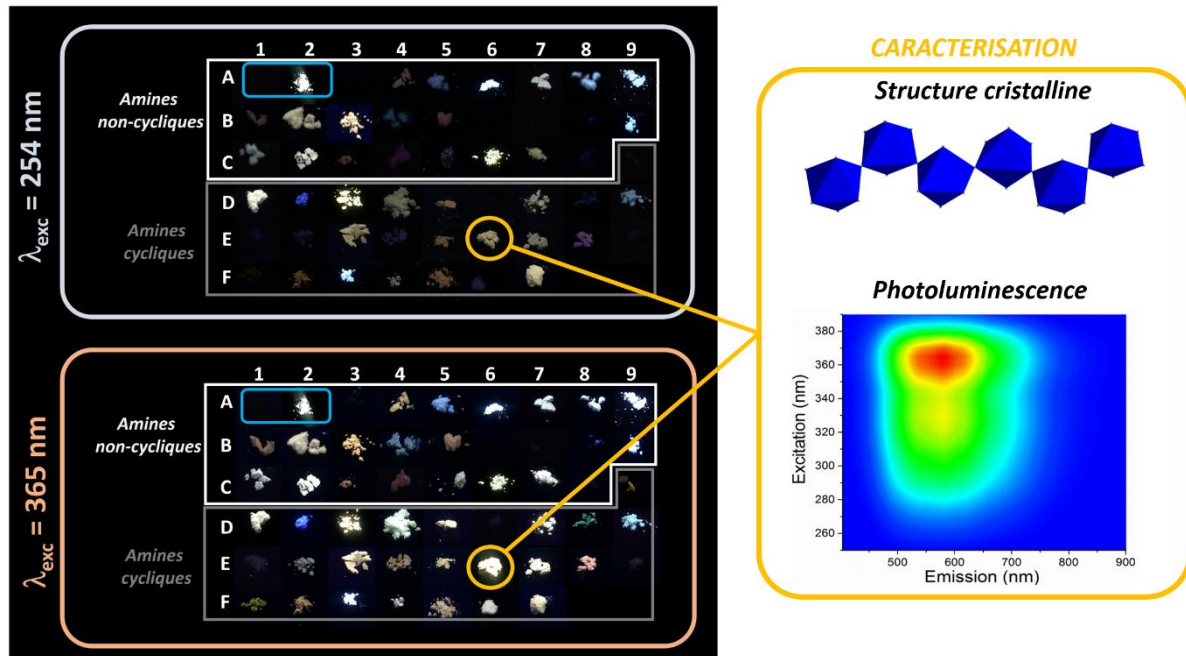 λexc = 254 nm
1 2 3 4 5 6 7 8 9
Amines
non-cycliques
A
B
C
Amines
cycliques
D
E
F
λexc = 365 nm
1 2 3 4 5 6 7 8 9
Amines
non-cycliques
A
B
C
Amines
cycliques
D
E
F
CARACTERISATION
Structure cristalline
Photoluminescence
Excitation (nm)
380
360
340
320
300
280
260
500 600 700 800 900
Emission (nm)